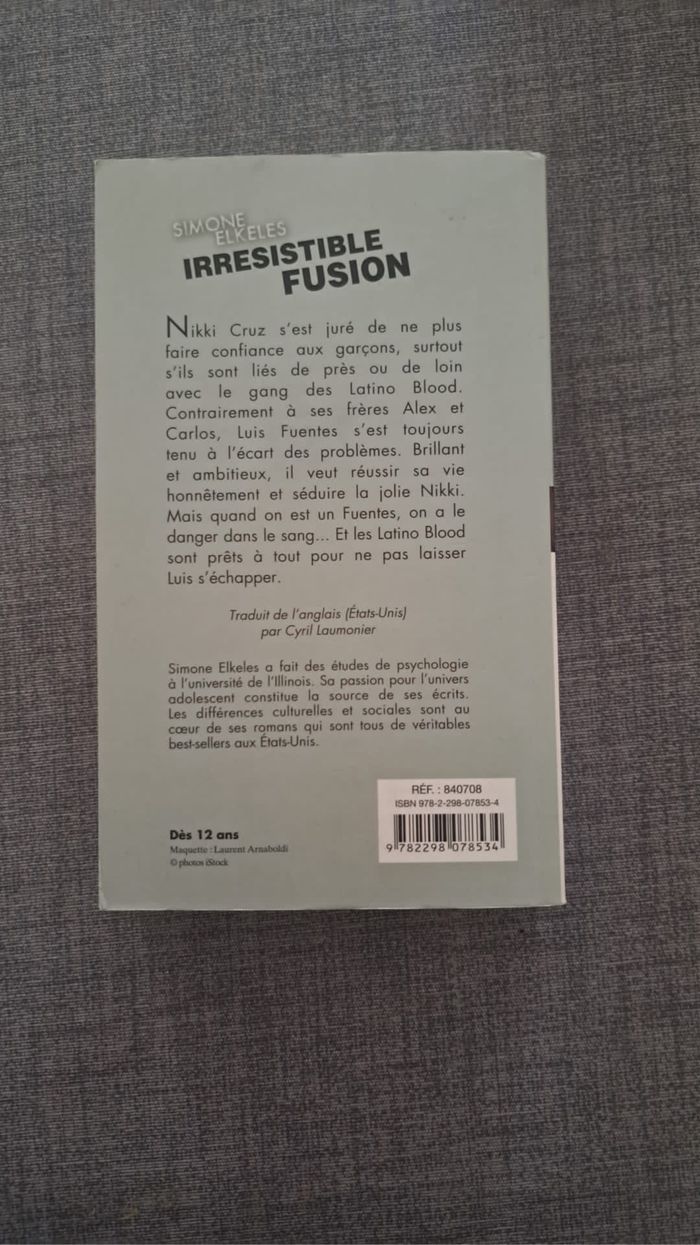 SIMONE
ELKELES
IRRESISTIBLE
FUSION
Nikki Cruz s'est juré de ne plus
faire confiance aux garçons, surtout
s'ils sont liés de près ou de loin
avec le gang des Latino Blood.
Contrairement à ses frères Alex et
Carlos, Luis Fuentes s'est toujours
tenu à l'écart des problèmes. Brillant
et ambitieux, il veut réussir sa vie
honnêtement et séduire la jolie Nikki.
Mais quand on est un Fuentes, on a le
danger dans le sang... Et les Latino Blood
sont prêts à tout pour ne pas laisser
Luis s'échapper.
Traduit de l'anglais (États-Unis)
par Cyril Laumonier
Simone Elkeles a fait des études de psychologie
à l'université de l'Illinois. Sa passion pour l'univers
adolescent constitue la source de ses écrits.
Les différences culturelles et sociales sont au
cœur de ses romans qui sont tous de véritables
best-sellers aux États-Unis.
RÉF. : 840708
ISBN 978-2-298-07853-4
9 782298 078534
Dès 12 ans
Maquette : Laurent Arnaboldi
© photos iStock